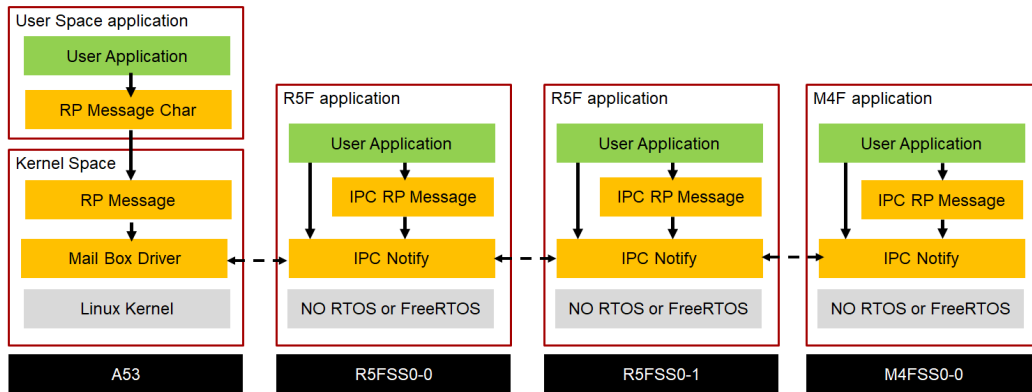 User Space application
User Application
RP Message Char
Kernel Space
RP Message
Mail Box Driver
Linux Kernel
A53
R5F application
User Application
IPC RP Message
IPC Notify
NO RTOS or FreeRTOS
R5FSS0-0
R5F application
User Application
IPC RP Message
IPC Notify
NO RTOS or FreeRTOS
R5FSS0-1
M4F application
User Application
IPC RP Message
IPC Notify
NO RTOS or FreeRTOS
M4FSS0-0